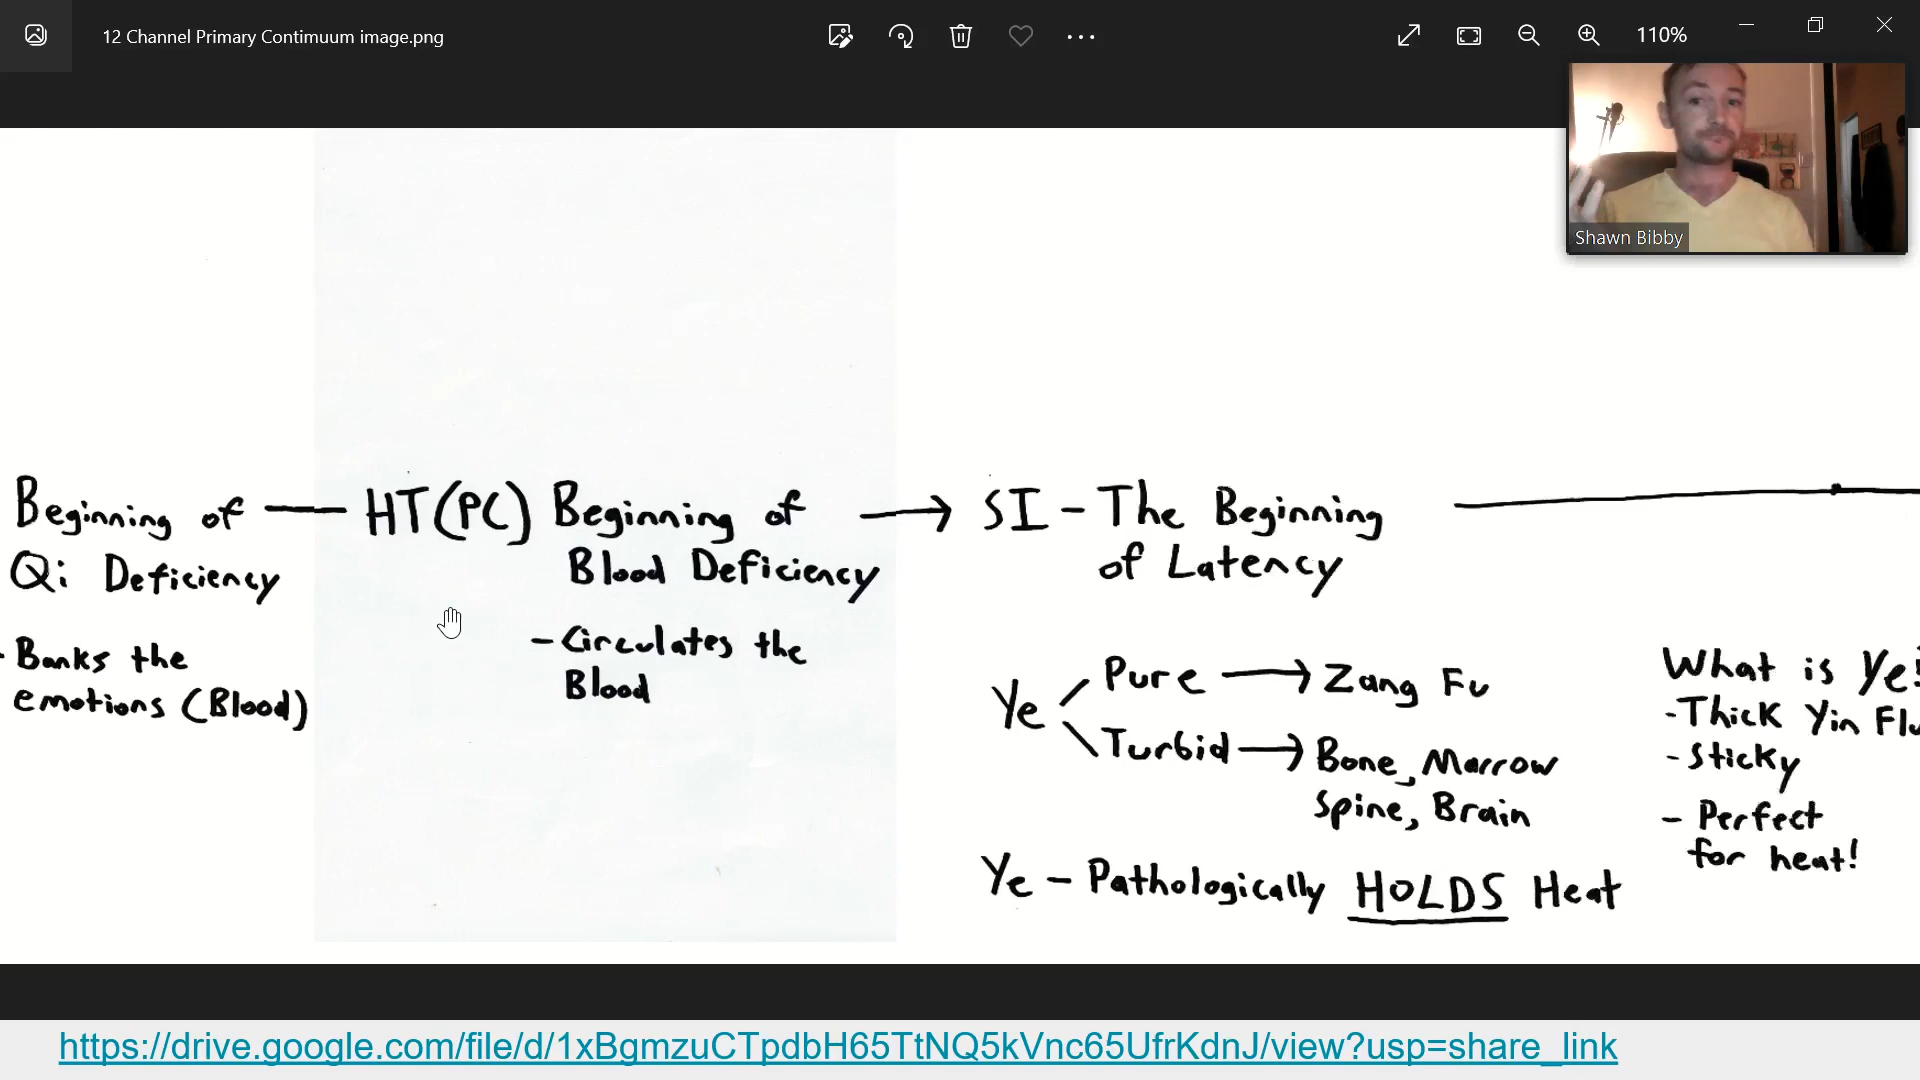 12 Channel Primary Contimuum image.png
110%
Shawn Bibby
Beginning of
Qi Deficiency
- Banks the
emotions (Blood)
HT(PC) Beginning of
Blood Deficiency
- Circulates the
Blood
SI - The Beginning
of Latency
Ye
Pure → Zang Fu
Turbid → Bone, Marrow
Spine, Brain
Ye - Pathologically HOLDS Heat
What is Ye?
- Thick Yin Flu
- Sticky
- Perfect
for heat!
https://drive.google.com/file/d/1xBgmzuCTpdbH65TtNQ5kVnc65UfrKdnJ/view?usp=share_link